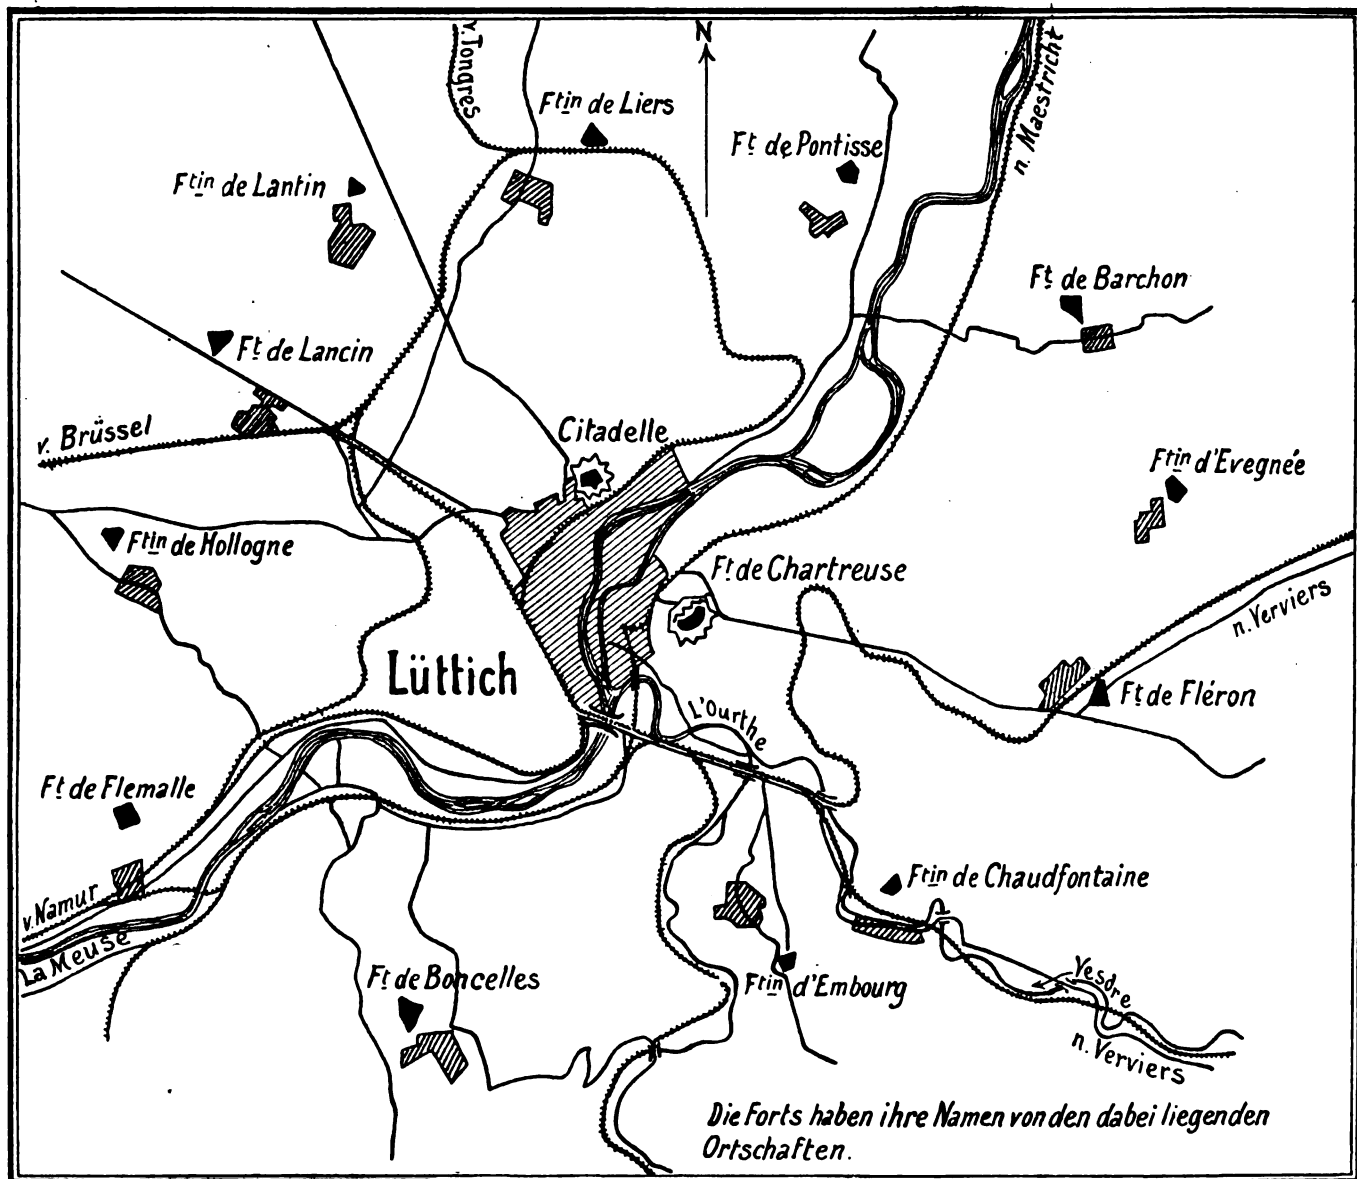 N
v. Tongres
n. Maestricht
Ftin de Liers
Ft. de Pontisse
Ftin de Lantin
Ft. de Barchon
Ft. de Lancin
v. Brüssel
Citadelle
Ftin d'Evegnée
Ftin de Hollogne
Ft. de Chartreuse
n. Verviers
Lüttich
Ft. de Fléron
L'Ourthe
Ft. de Flemalle
Ftin de Chaudfontaine
v. Namur
La Meuse
Ft. de Boncelles
Ftin d'Embourg
Vesdre
n. Verviers
Die Forts haben ihre Namen von den dabei liegenden
Ortschaften.